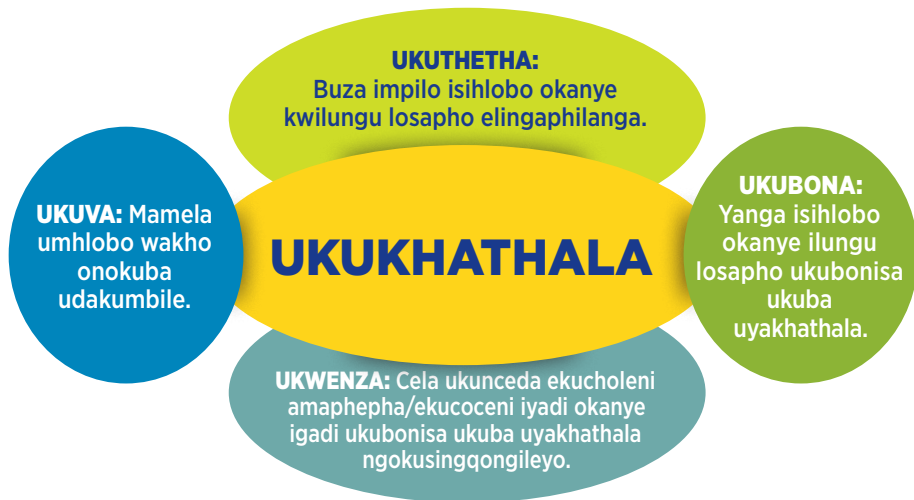 UKUTHETHA:
Buza impilo isihlobo okanye
kwilungu losapho elingaphilanga.
UKUVA: Mamela
umhlobo wakho
onokuba
udakumbile.
UKUKHATHALA
UKUBONA:
Yanga isihlobo
okanye ilungu
losapho ukubonisa
ukuba
uyakhathala.
UKWENZA: Cela ukunceda ekucholeni
amaphepha/ekucoceni iyadi okanye
igadi ukubonisa ukuba uyakhathala
ngokusingqongileyo.